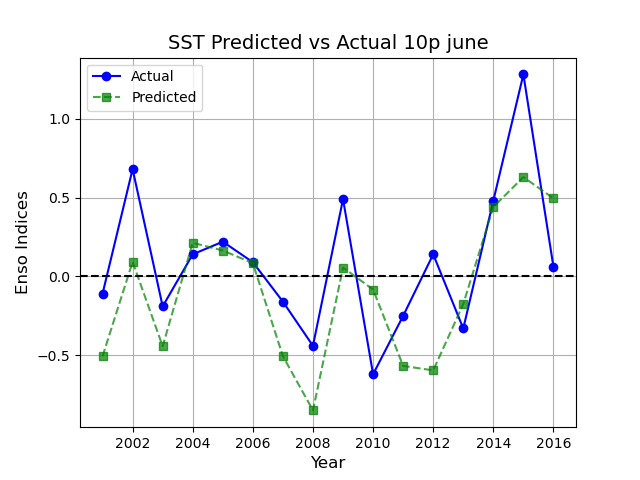 SST Predicted vs Actual 10p june
Actual
Predicted
Enso Indices
1.0
0.5
0.0
−0.5
2002 2004 2006 2008 2010 2012 2014 2016
Year